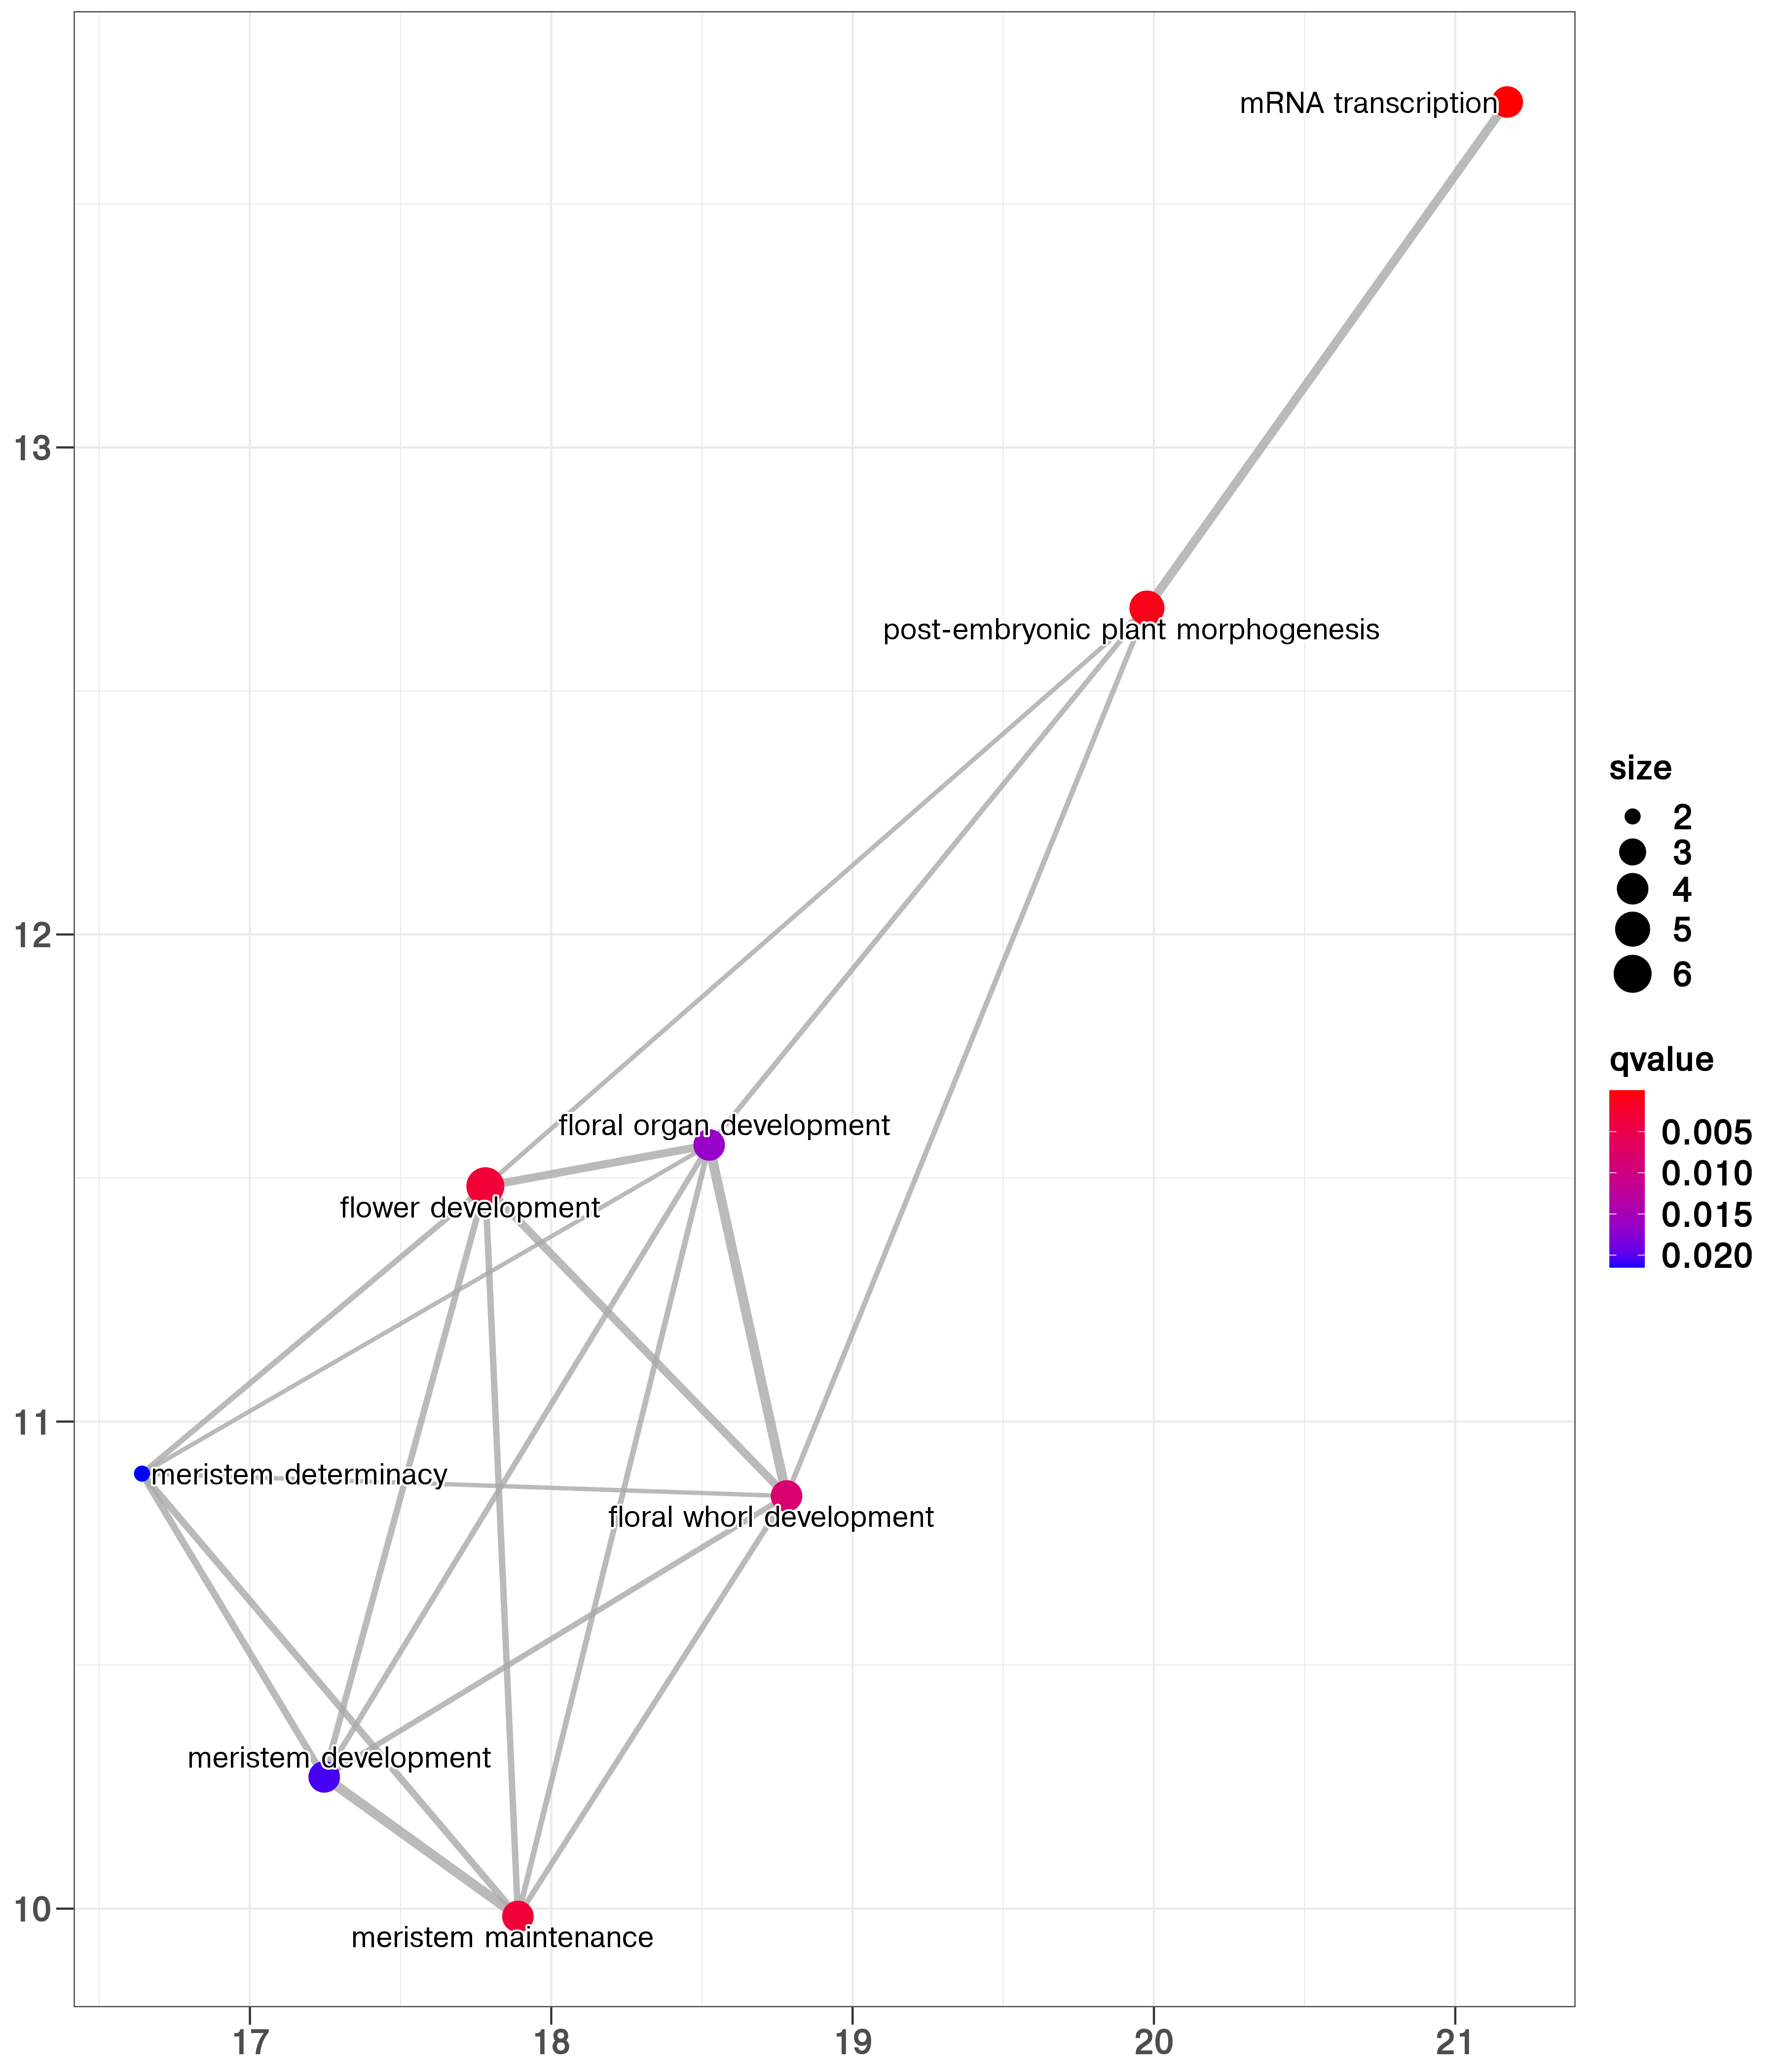 mRNA transcription
13
post-embryonic plant morphogenesis
size
2
3
4
5
6
12
qvalue
0.005
0.010
0.015
0.020
floral organ development
flower development
11
meristem determinacy
floral whorl development
meristem development
10
meristem maintenance
17
18
19
20
21